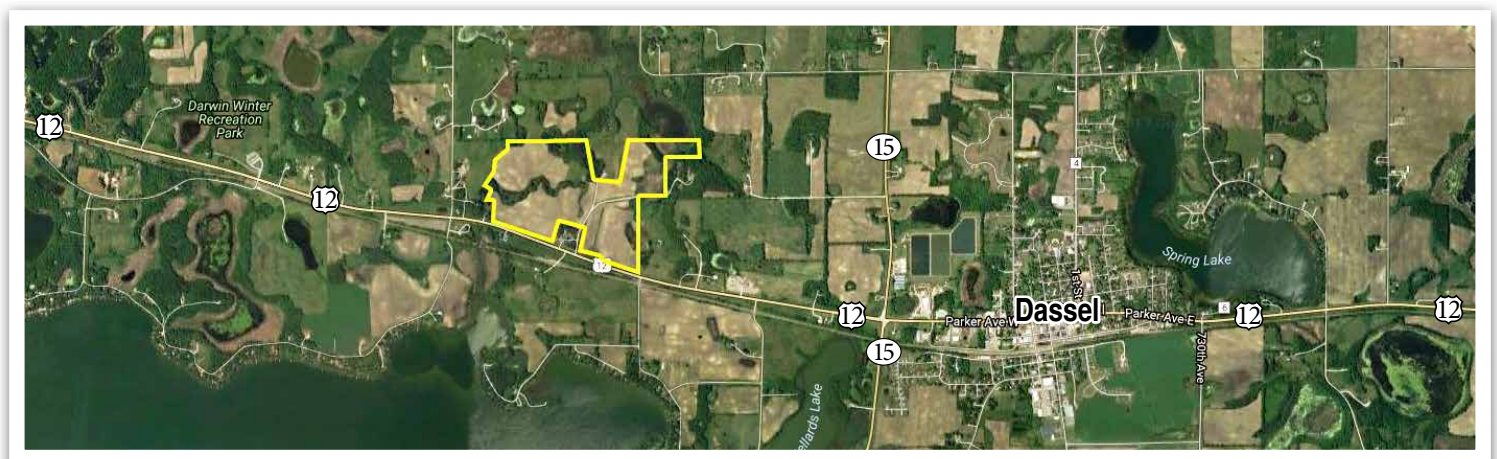 Darwin Winter
Recreation
Park
12
12
12
15
4
1st St
Spring Lake
Dassel
12
Parker Ave W
Parker Ave E
6
12
12
15
730th Ave
ellards Lake